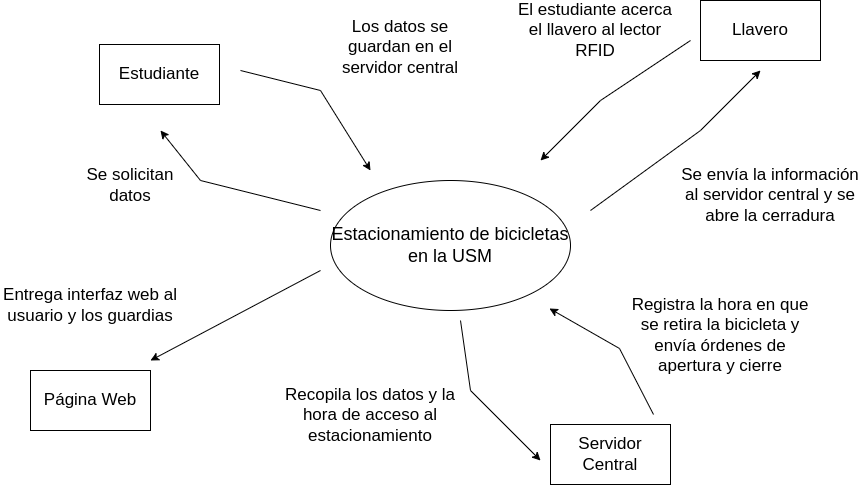 El estudiante acerca
el llavero al lector
RFID
Llavero
Los datos se
guardan en el
servidor central
Estudiante
Se solicitan
datos
Se envía la información
al servidor central y se
abre la cerradura
Estacionamiento de bicicletas
en la USM
Entrega interfaz web al
usuario y los guardias
Registra la hora en que
se retira la bicicleta y
envía órdenes de
apertura y cierre
Página Web
Recopila los datos y la
hora de acceso al
estacionamiento
Servidor
Central